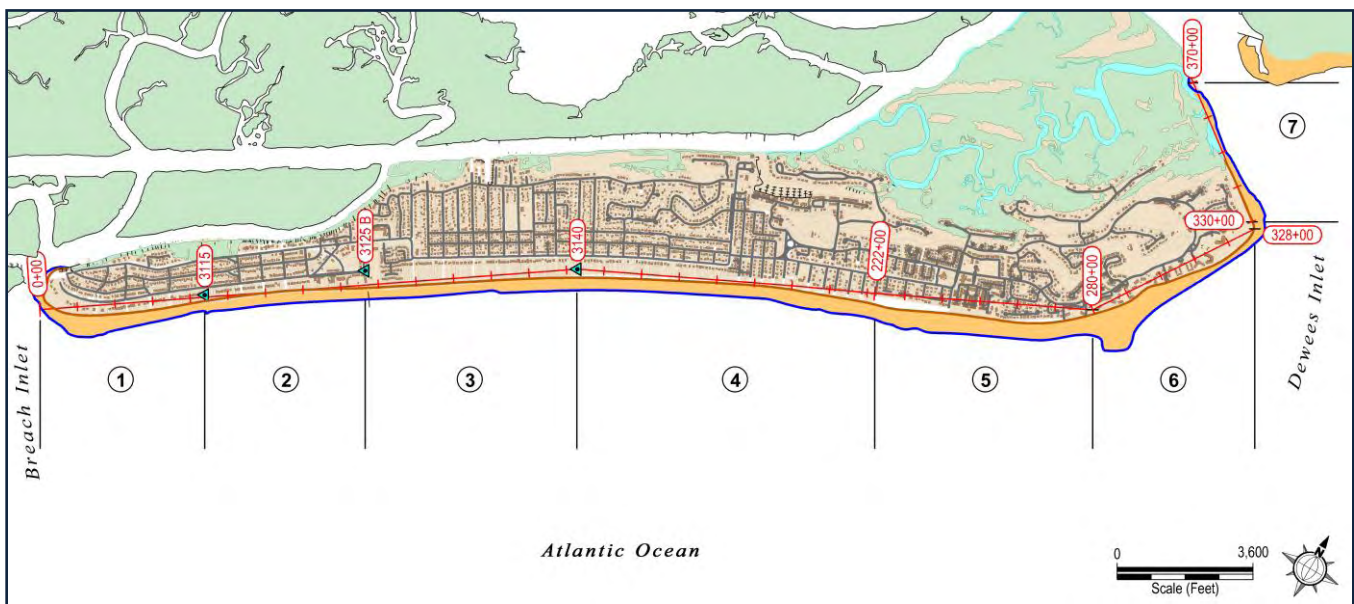 370+00
7
330+00
328+00
0+00
3115
3125 B
3140
222+00
280+00
Breach Inlet
1
2
3
4
5
6
Dewees Inlet
Atlantic Ocean
0 3,600
Scale (Feet)
N